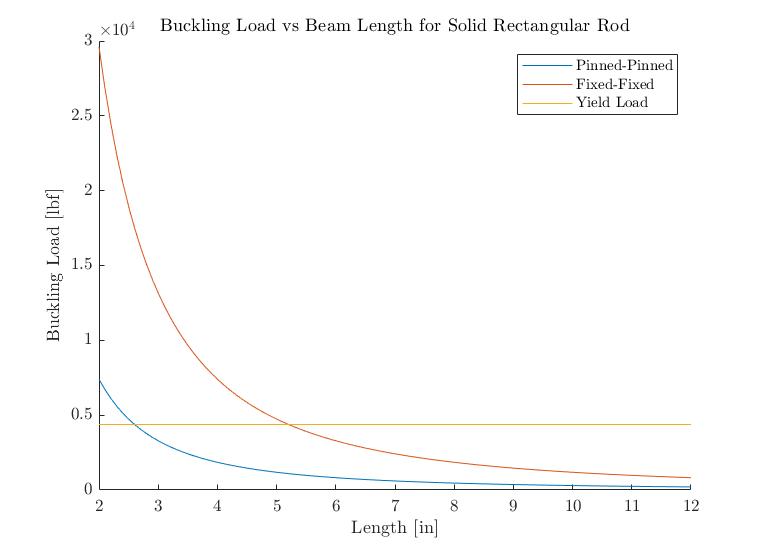 Buckling Load vs Beam Length for Solid Rectangular Rod
×10⁴
3
2.5
2
1.5
1
0.5
0
Buckling Load [lbf]
Pinned-Pinned
Fixed-Fixed
Yield Load
2 3 4 5 6 7 8 9 10 11 12
Length [in]